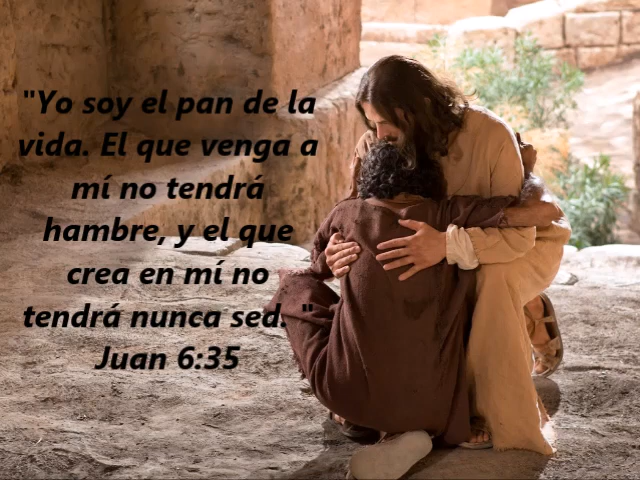 "Yo soy el pan de la
vida. El que venga a
mí no tendrá
hambre, y el que
crea en mí no
tendrá nunca sed. "
Juan 6:35